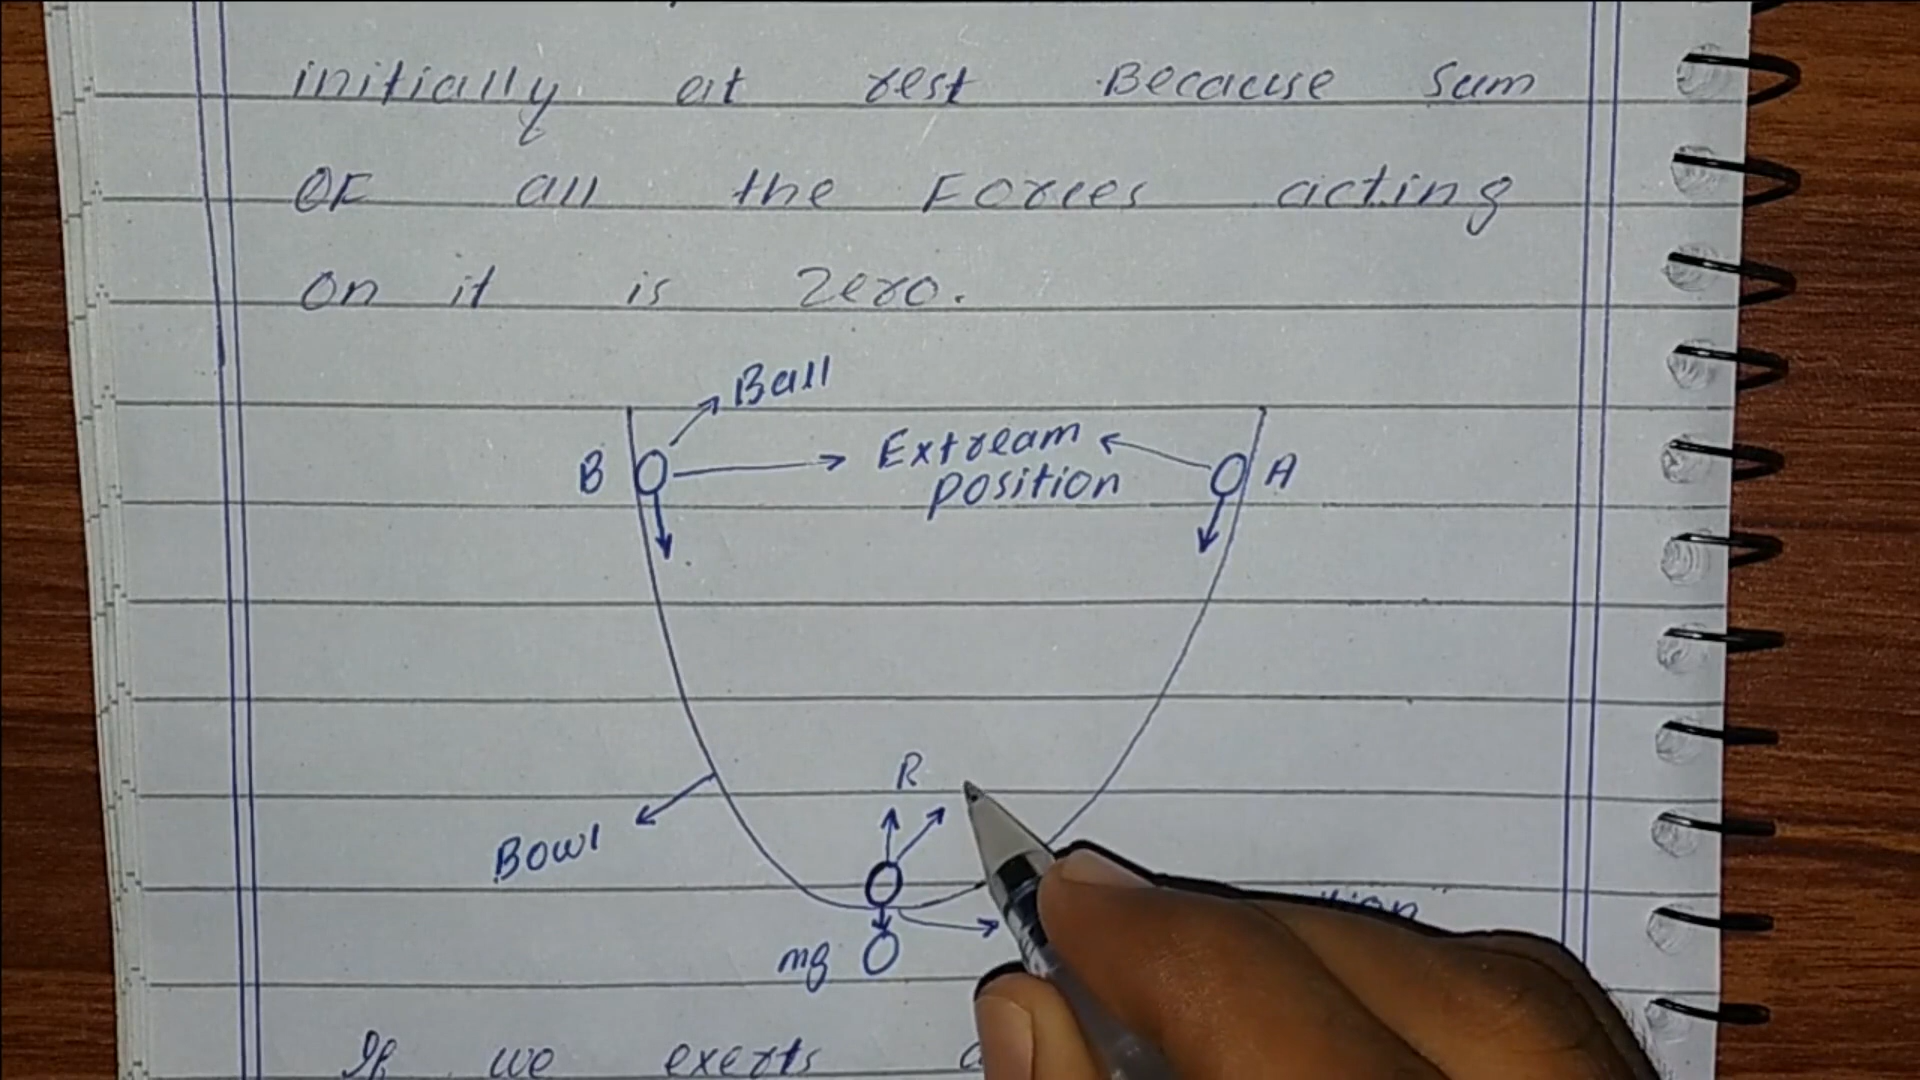 initially at rest Because sum
OF all the Forces acting
on it is zero.
Ball
B
Extream
position
A
R
Bowl
mg
O
If we exerts